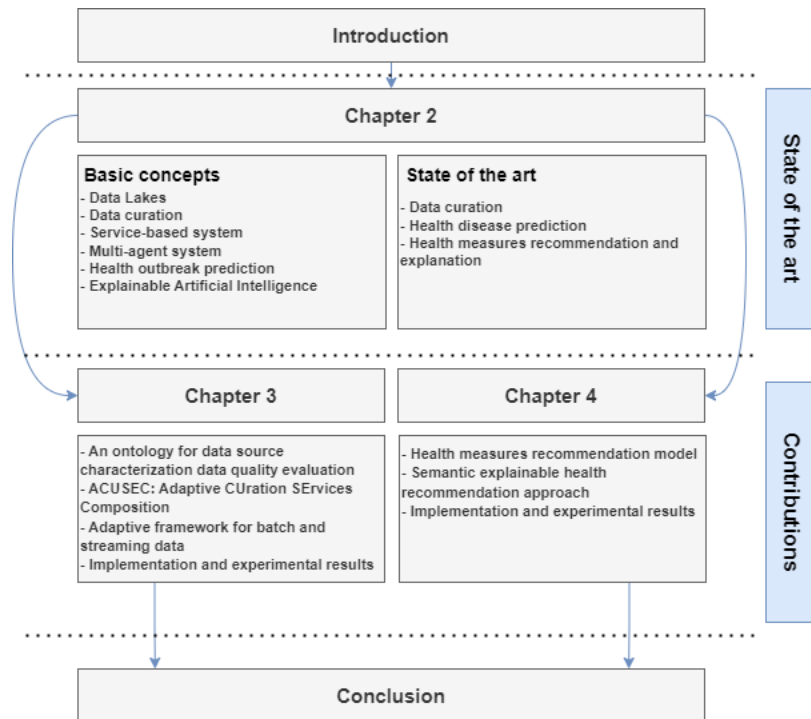 Introduction
Chapter 2
Basic concepts
- Data Lakes
- Data curation
- Service-based system
- Multi-agent system
- Health outbreak prediction
- Explainable Artificial Intelligence
State of the art
- Data curation
- Health disease prediction
- Health measures recommendation and
explanation
State of the art
Chapter 3
- An ontology for data source
characterization data quality evaluation
- ACUSEC: Adaptive CUration SErvices
Composition
- Adaptive framework for batch and
streaming data
- Implementation and experimental results
Chapter 4
- Health measures recommendation model
- Semantic explainable health
recommendation approach
- Implementation and experimental results
Contributions
Conclusion